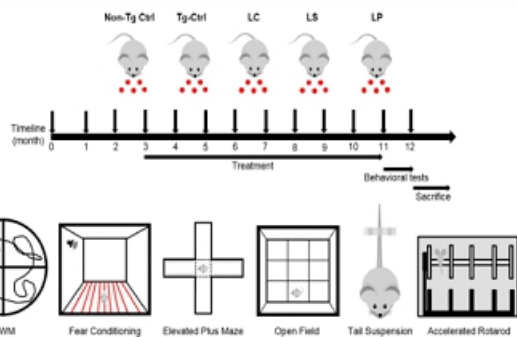 Non-Tg Ctrl Tg-Ctrl LC LS LP
Timeline
(month)
0 1 2 3 4 5 6 7 8 9 10 11 12
Treatment
Behavioral tests
Sacrifice
WM Fear Conditioning Elevated Plus Maze Open Field Tail Suspension Accelerated Rotarod